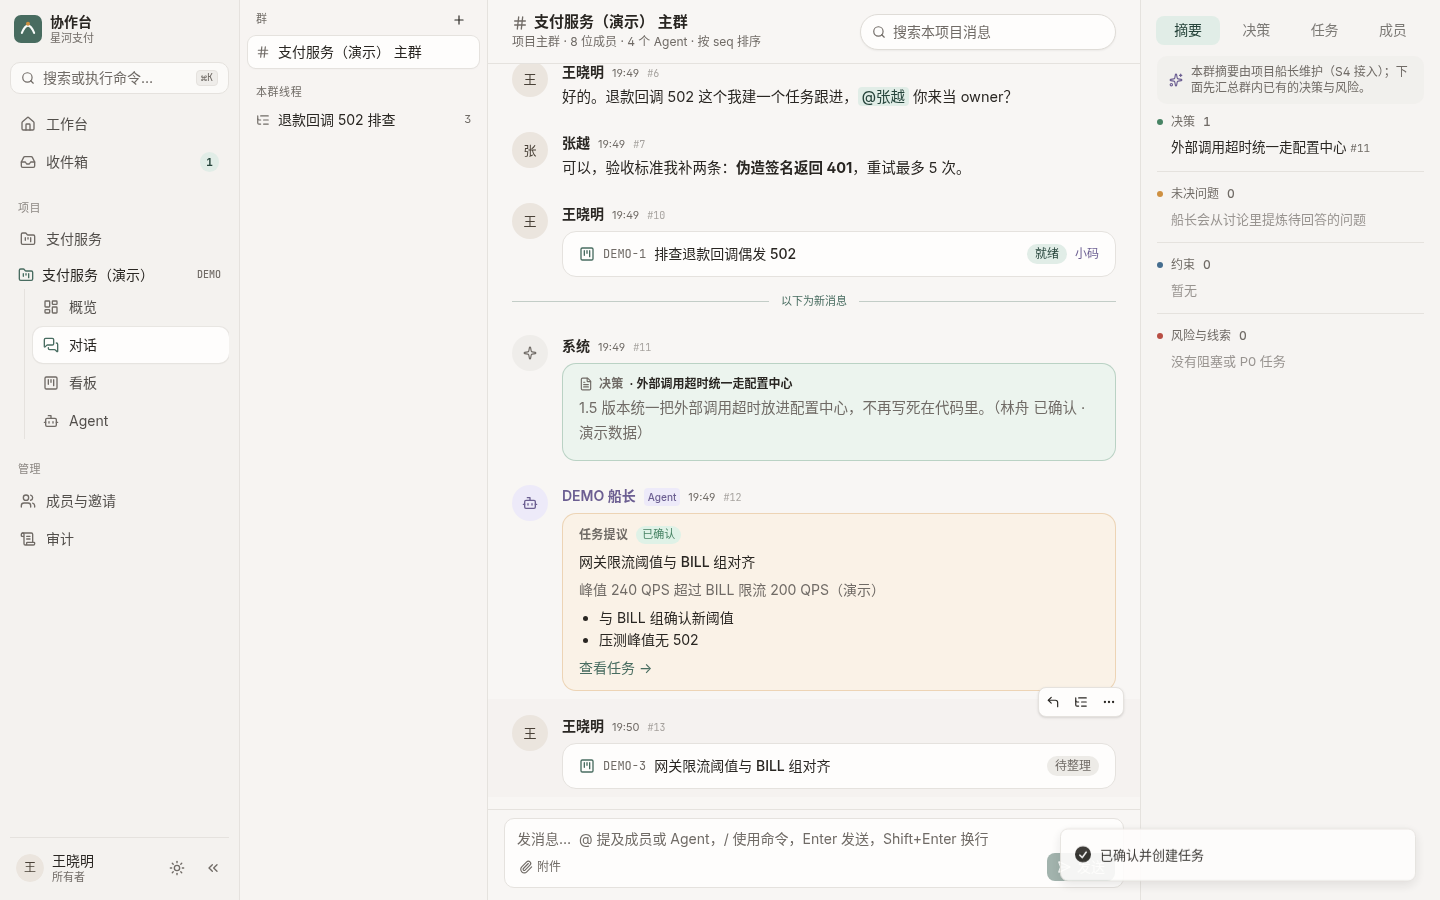 协作台
星河支付
搜索或执行命令...
⌘K
工作台
收件箱
1
项目
支付服务
支付服务（演示）
DEMO
概览
对话
看板
Agent
管理
成员与邀请
审计
王
王晓明
所有者
群
支付服务（演示） 主群
本群线程
退款回调 502 排查
3
支付服务（演示） 主群
项目主群 · 8 位成员 · 4 个 Agent · 按 seq 排序
搜索本项目消息
王
王晓明 19:49 #6
好的。退款回调 502 这个我建一个任务跟进，@张越 你来当 owner？
张
张越 19:49 #7
可以，验收标准我补两条：伪造签名返回 401，重试最多 5 次。
王
王晓明 19:49 #10
DEMO-1 排查退款回调偶发 502
就绪
小码
以下为新消息
系统 19:49 #11
决策 · 外部调用超时统一走配置中心
1.5 版本统一把外部调用超时放进配置中心，不再写死在代码里。（林舟 已确认 ·
演示数据）
DEMO 船长 Agent 19:49 #12
任务提议 已确认
网关限流阈值与 BILL 组对齐
峰值 240 QPS 超过 BILL 限流 200 QPS（演示）
• 与 BILL 组确认新阈值
• 压测峰值无 502
查看任务 →
王
王晓明 19:50 #13
DEMO-3 网关限流阈值与 BILL 组对齐
待整理
发消息... @ 提及成员或 Agent，/ 使用命令，Enter 发送，Shift+Enter 换行
附件
摘要
决策
任务
成员
本群摘要由项目船长维护（S4 接入）；下
面先汇总群内已有的决策与风险。
决策 1
外部调用超时统一走配置中心 #11
未决问题 0
船长会从讨论里提炼待回答的问题
约束 0
暂无
风险与线索 0
没有阻塞或 P0 任务
已确认并创建任务